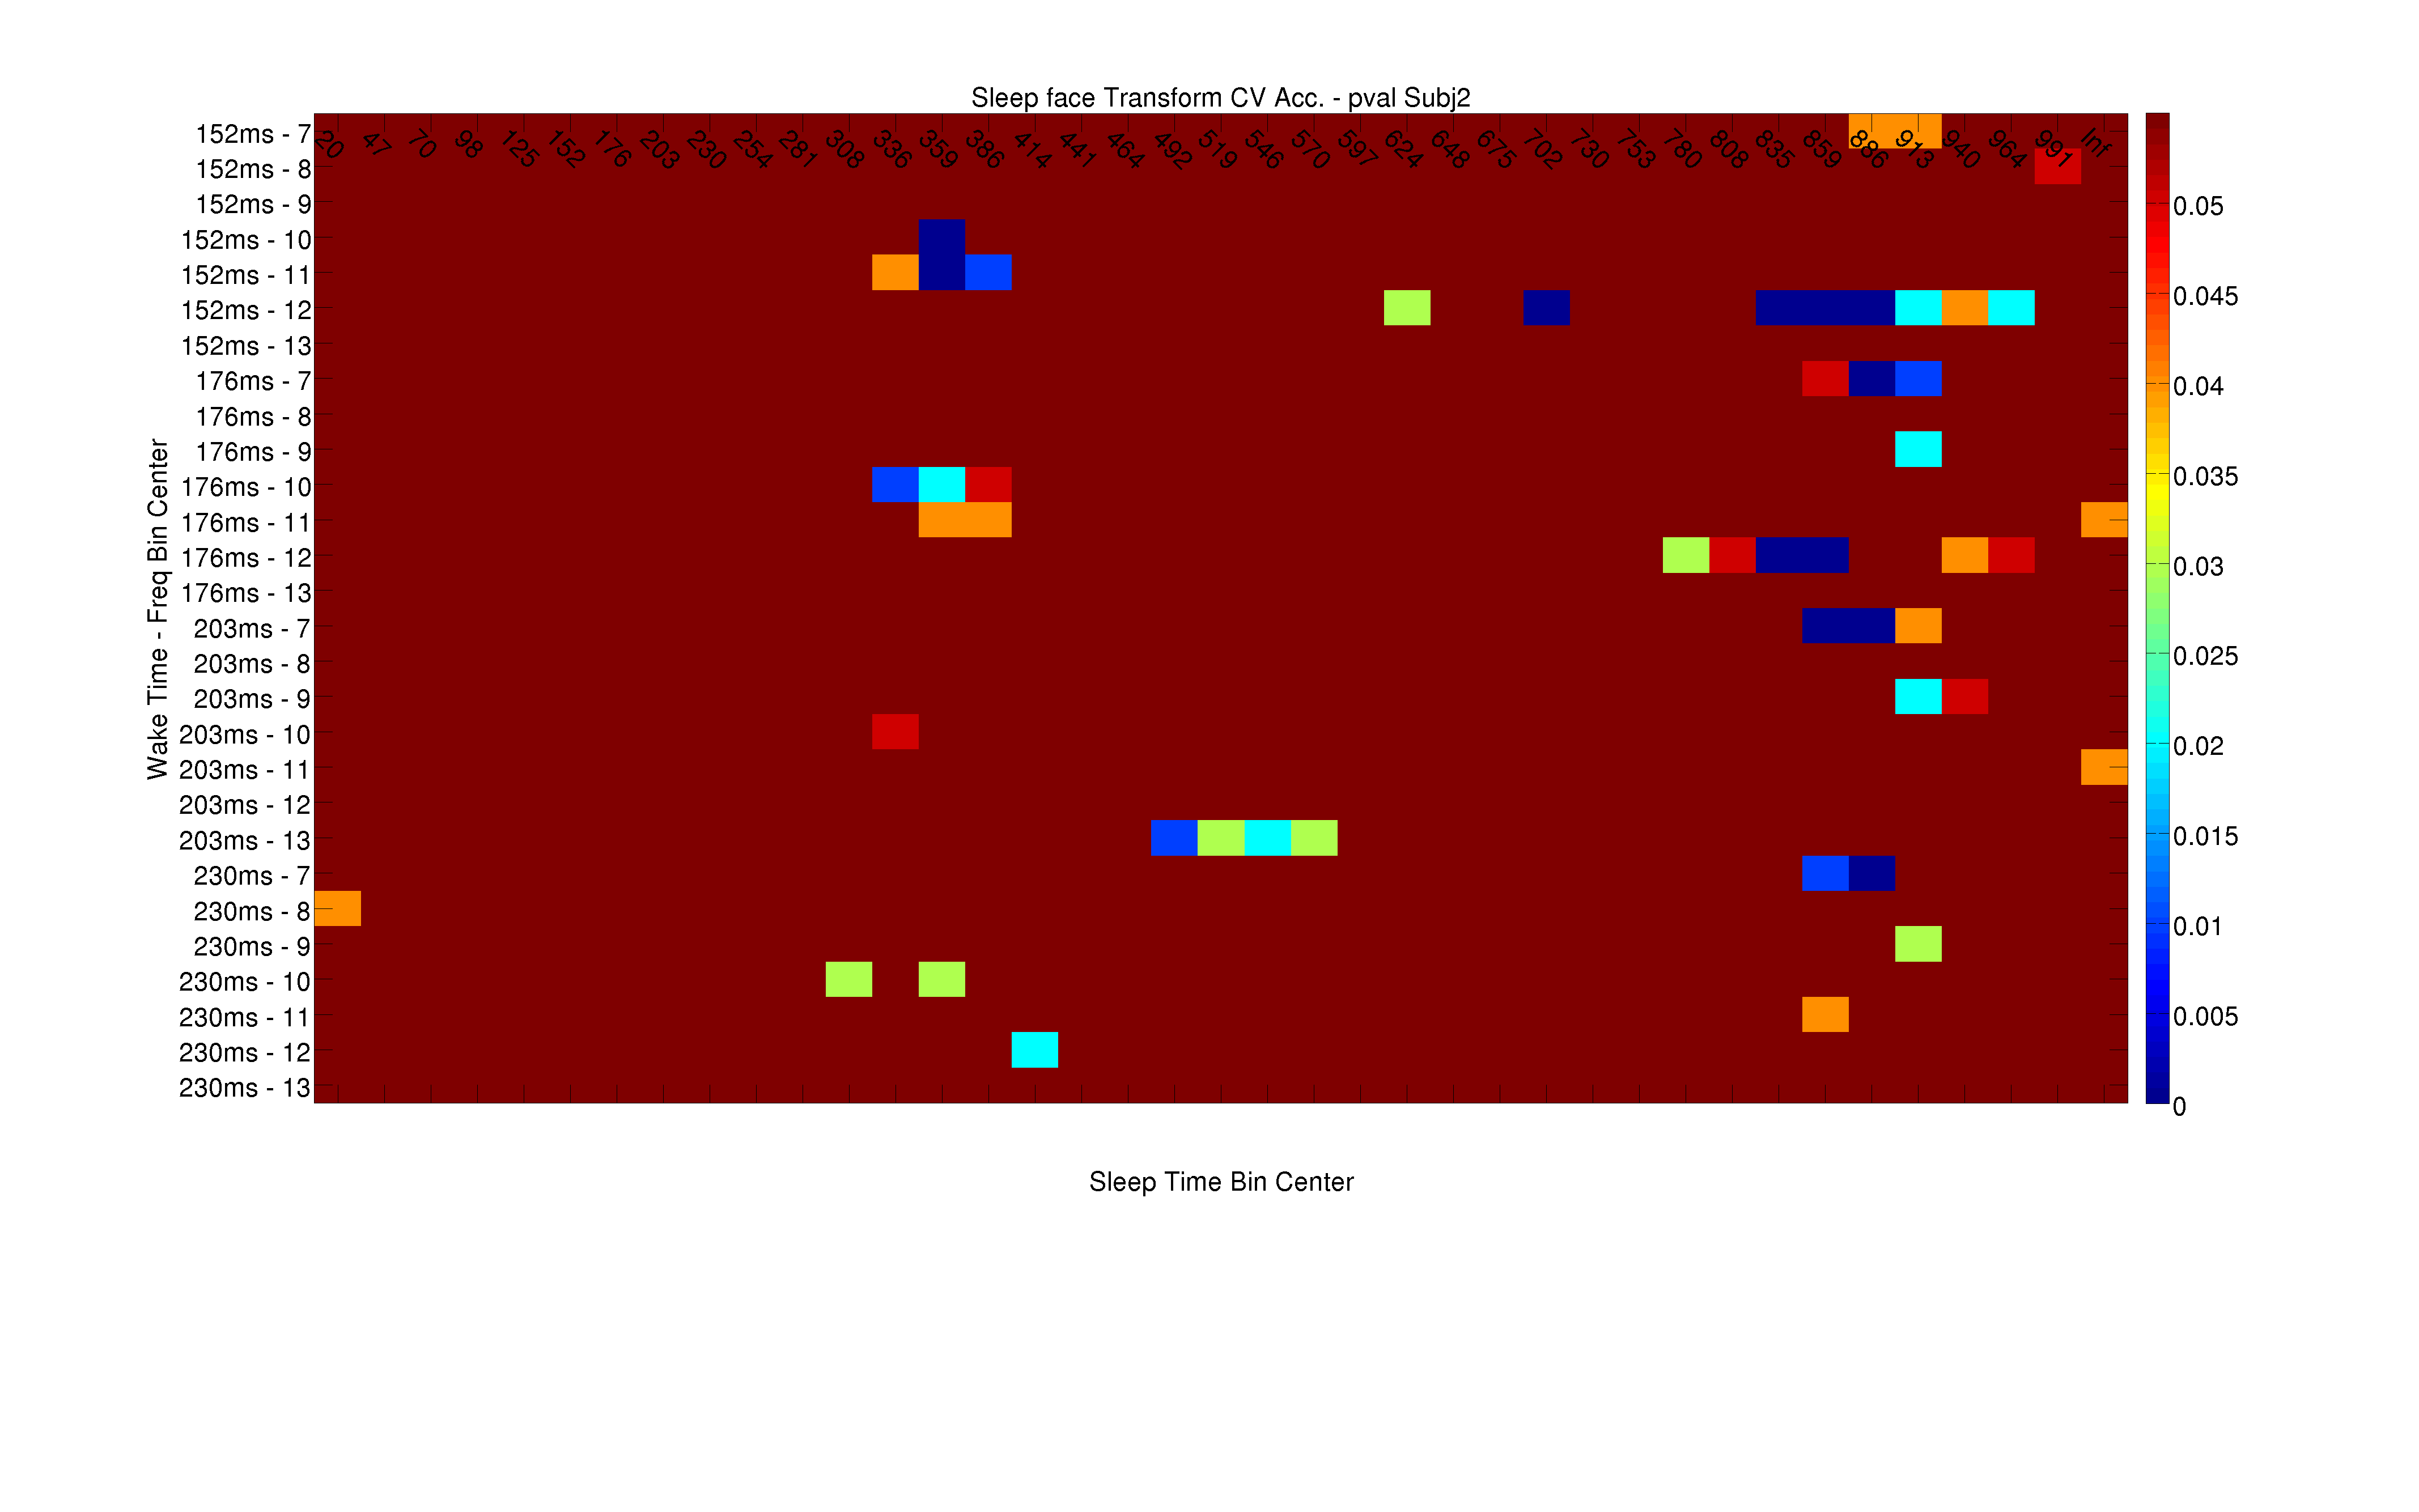 Sleep face Transform CV Acc. - pval Subj2
20 47 70 98 125 152 176 203 230 254 281 308 336 359 386 414 441 464 492 519 546 570 597 624 648 675 702 730 753 780 808 835 859 886 913 940 964 991 Inf
Wake Time - Freq Bin Center
152ms - 7
152ms - 8
152ms - 9
152ms - 10
152ms - 11
152ms - 12
152ms - 13
176ms - 7
176ms - 8
176ms - 9
176ms - 10
176ms - 11
176ms - 12
176ms - 13
203ms - 7
203ms - 8
203ms - 9
203ms - 10
203ms - 11
203ms - 12
203ms - 13
230ms - 7
230ms - 8
230ms - 9
230ms - 10
230ms - 11
230ms - 12
230ms - 13
0.05
0.045
0.04
0.035
0.03
0.025
0.02
0.015
0.01
0.005
0
Sleep Time Bin Center